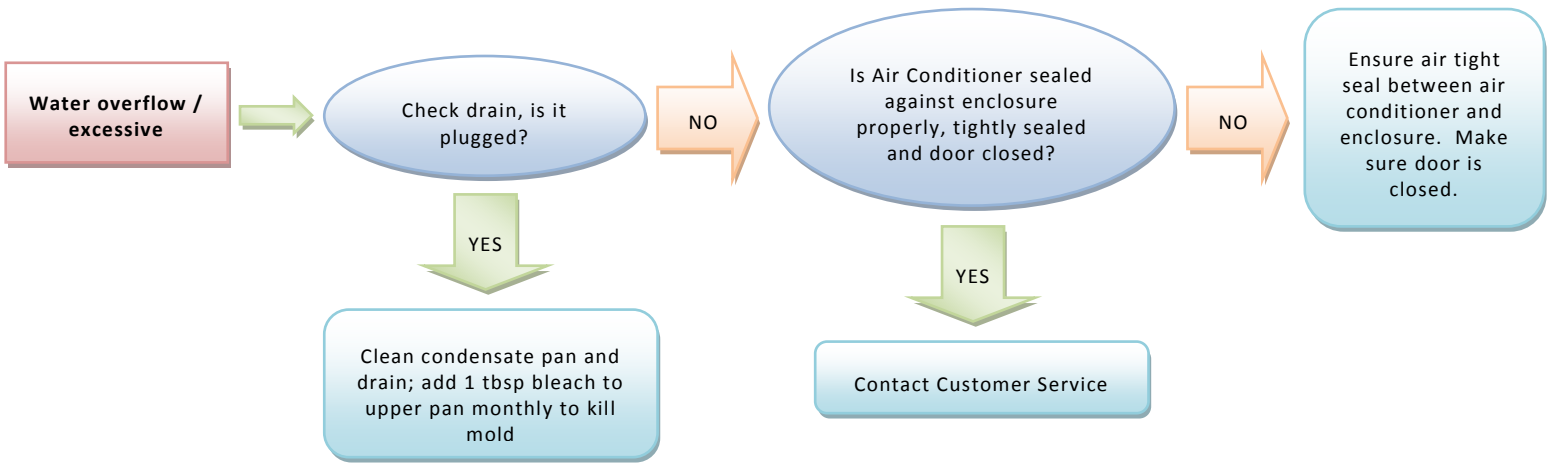 Water overflow /
excessive
Check drain, is it
plugged?
NO
Is Air Conditioner sealed
against enclosure
properly, tightly sealed
and door closed?
NO
Ensure air tight
seal between air
conditioner and
enclosure.  Make
sure door is
closed.
YES
Clean condensate pan and
drain; add 1 tbsp bleach to
upper pan monthly to kill
mold
YES
Contact Customer Service